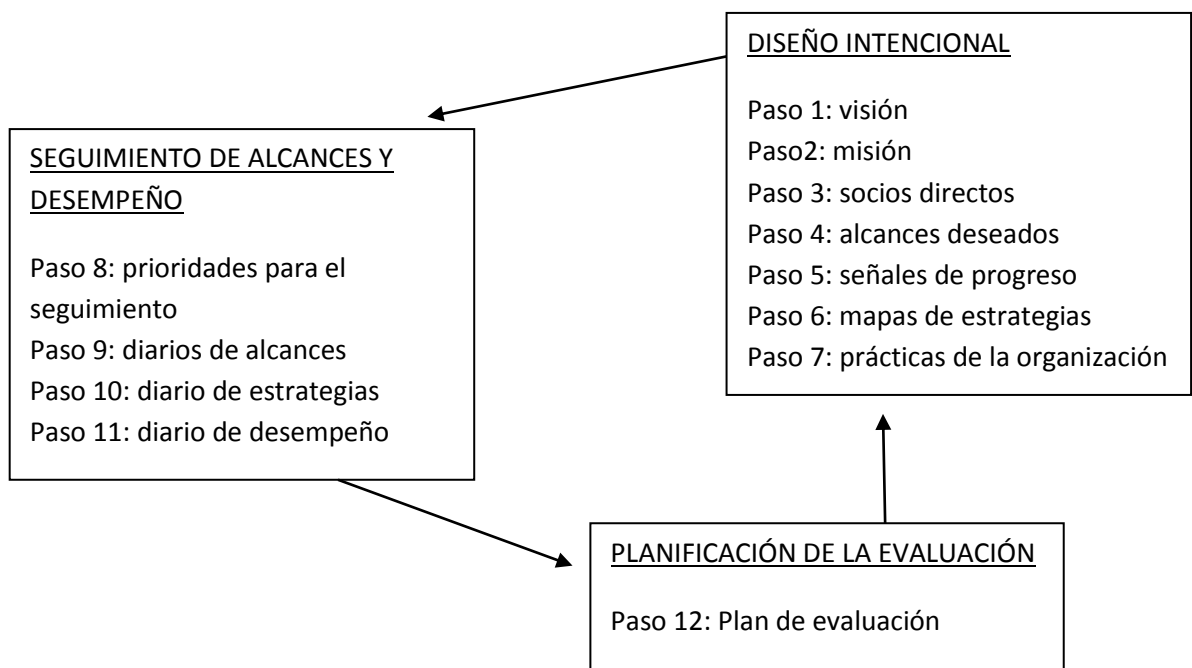 DISEÑO INTENCIONAL
Paso 1: visión
Paso2: misión
Paso 3: socios directos
Paso 4: alcances deseados
Paso 5: señales de progreso
Paso 6: mapas de estrategias
Paso 7: prácticas de la organización
SEGUIMIENTO DE ALCANCES Y
DESEMPEÑO
Paso 8: prioridades para el
seguimiento
Paso 9: diarios de alcances
Paso 10: diario de estrategias
Paso 11: diario de desempeño
PLANIFICACIÓN DE LA EVALUACIÓN
Paso 12: Plan de evaluación